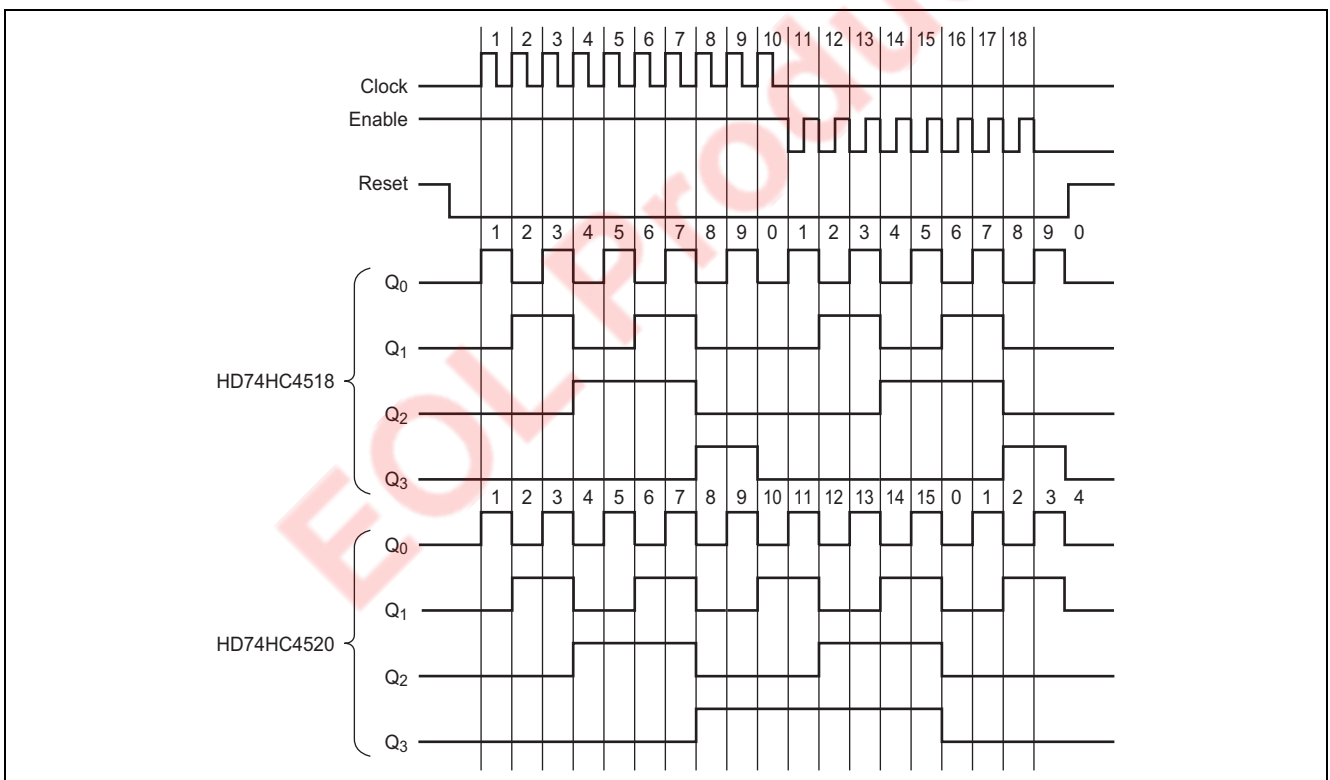 1 2 3 4 5 6 7 8 9 10 11 12 13 14 15 16 17 18
Clock
Enable
Reset
1 2 3 4 5 6 7 8 9 0 1 2 3 4 5 6 7 8 9 0
Q0
Q1
HD74HC4518
Q2
Q3
1 2 3 4 5 6 7 8 9 10 11 12 13 14 15 0 1 2 3 4
Q0
Q1
HD74HC4520
Q2
Q3
EOL Produ